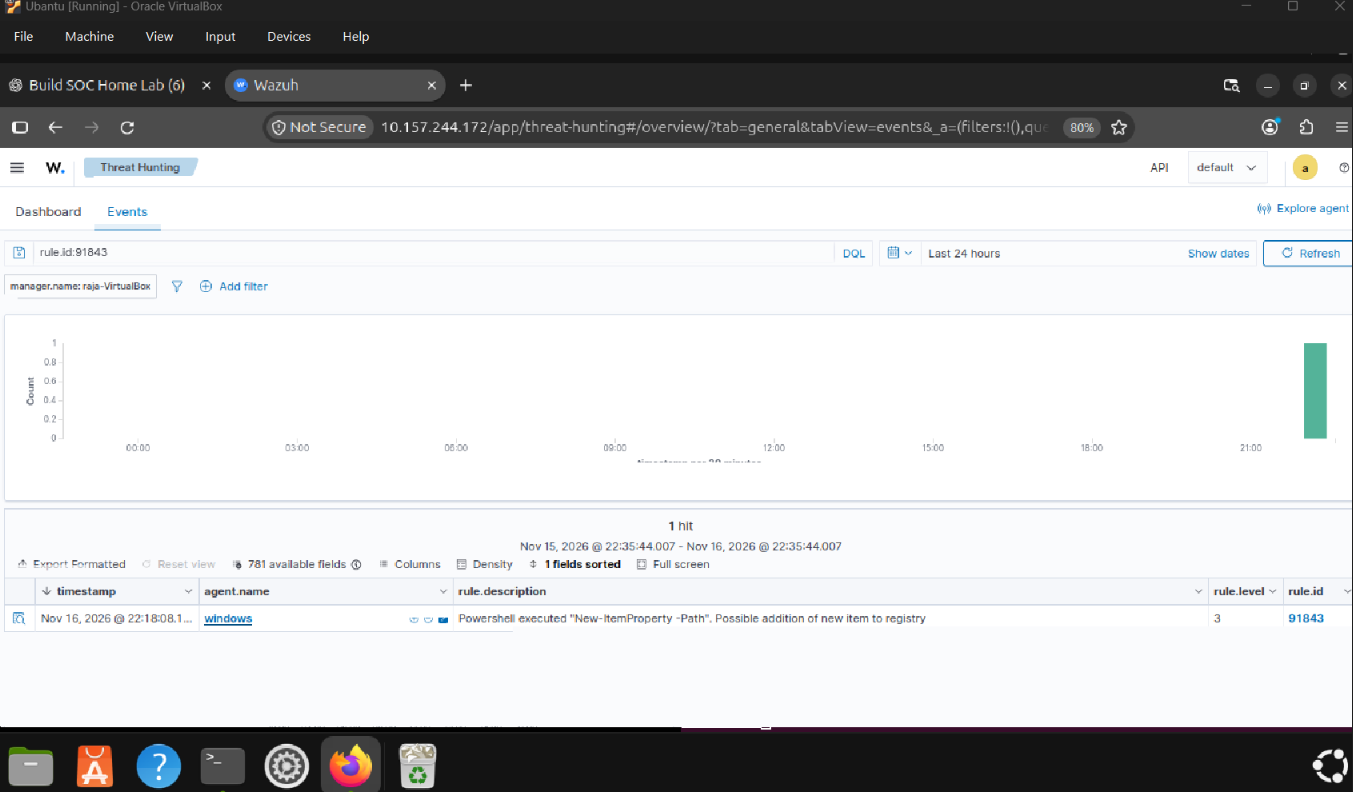 Ubantu [Running] - Oracle VirtualBox
File Machine View Input Devices Help
Build SOC Home Lab (6) Wazuh
Not Secure 10.157.244.172/app/threat-hunting#/overview/?tab=general&tabView=events&_a=(filters:!(),que 80%
W. Threat Hunting API default a
Dashboard Events Explore agent
rule.id:91843 DQL Last 24 hours Show dates Refresh
manager.name: raja-VirtualBox Add filter
Count
1
0.8
0.6
0.4
0.2
0
00:00 03:00 06:00 09:00 12:00 15:00 18:00 21:00
timestamp per 30 minutes
1 hit
Nov 15, 2026 @ 22:35:44.007 - Nov 16, 2026 @ 22:35:44.007
Export Formatted Reset view 781 available fields Columns Density 1 fields sorted Full screen
timestamp agent.name rule.description rule.level rule.id
Nov 16, 2026 @ 22:18:08.1... windows Powershell executed "New-ItemProperty -Path". Possible addition of new item to registry 3 91843